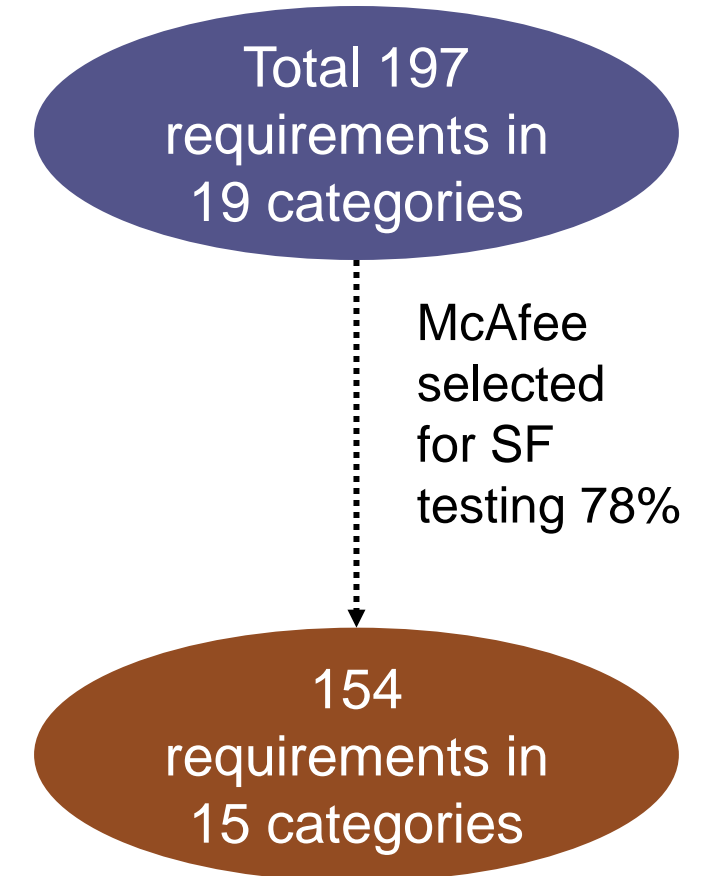 Total 197
requirements in
19 categories
McAfee
selected
for SF
testing 78%
154
requirements in
15 categories